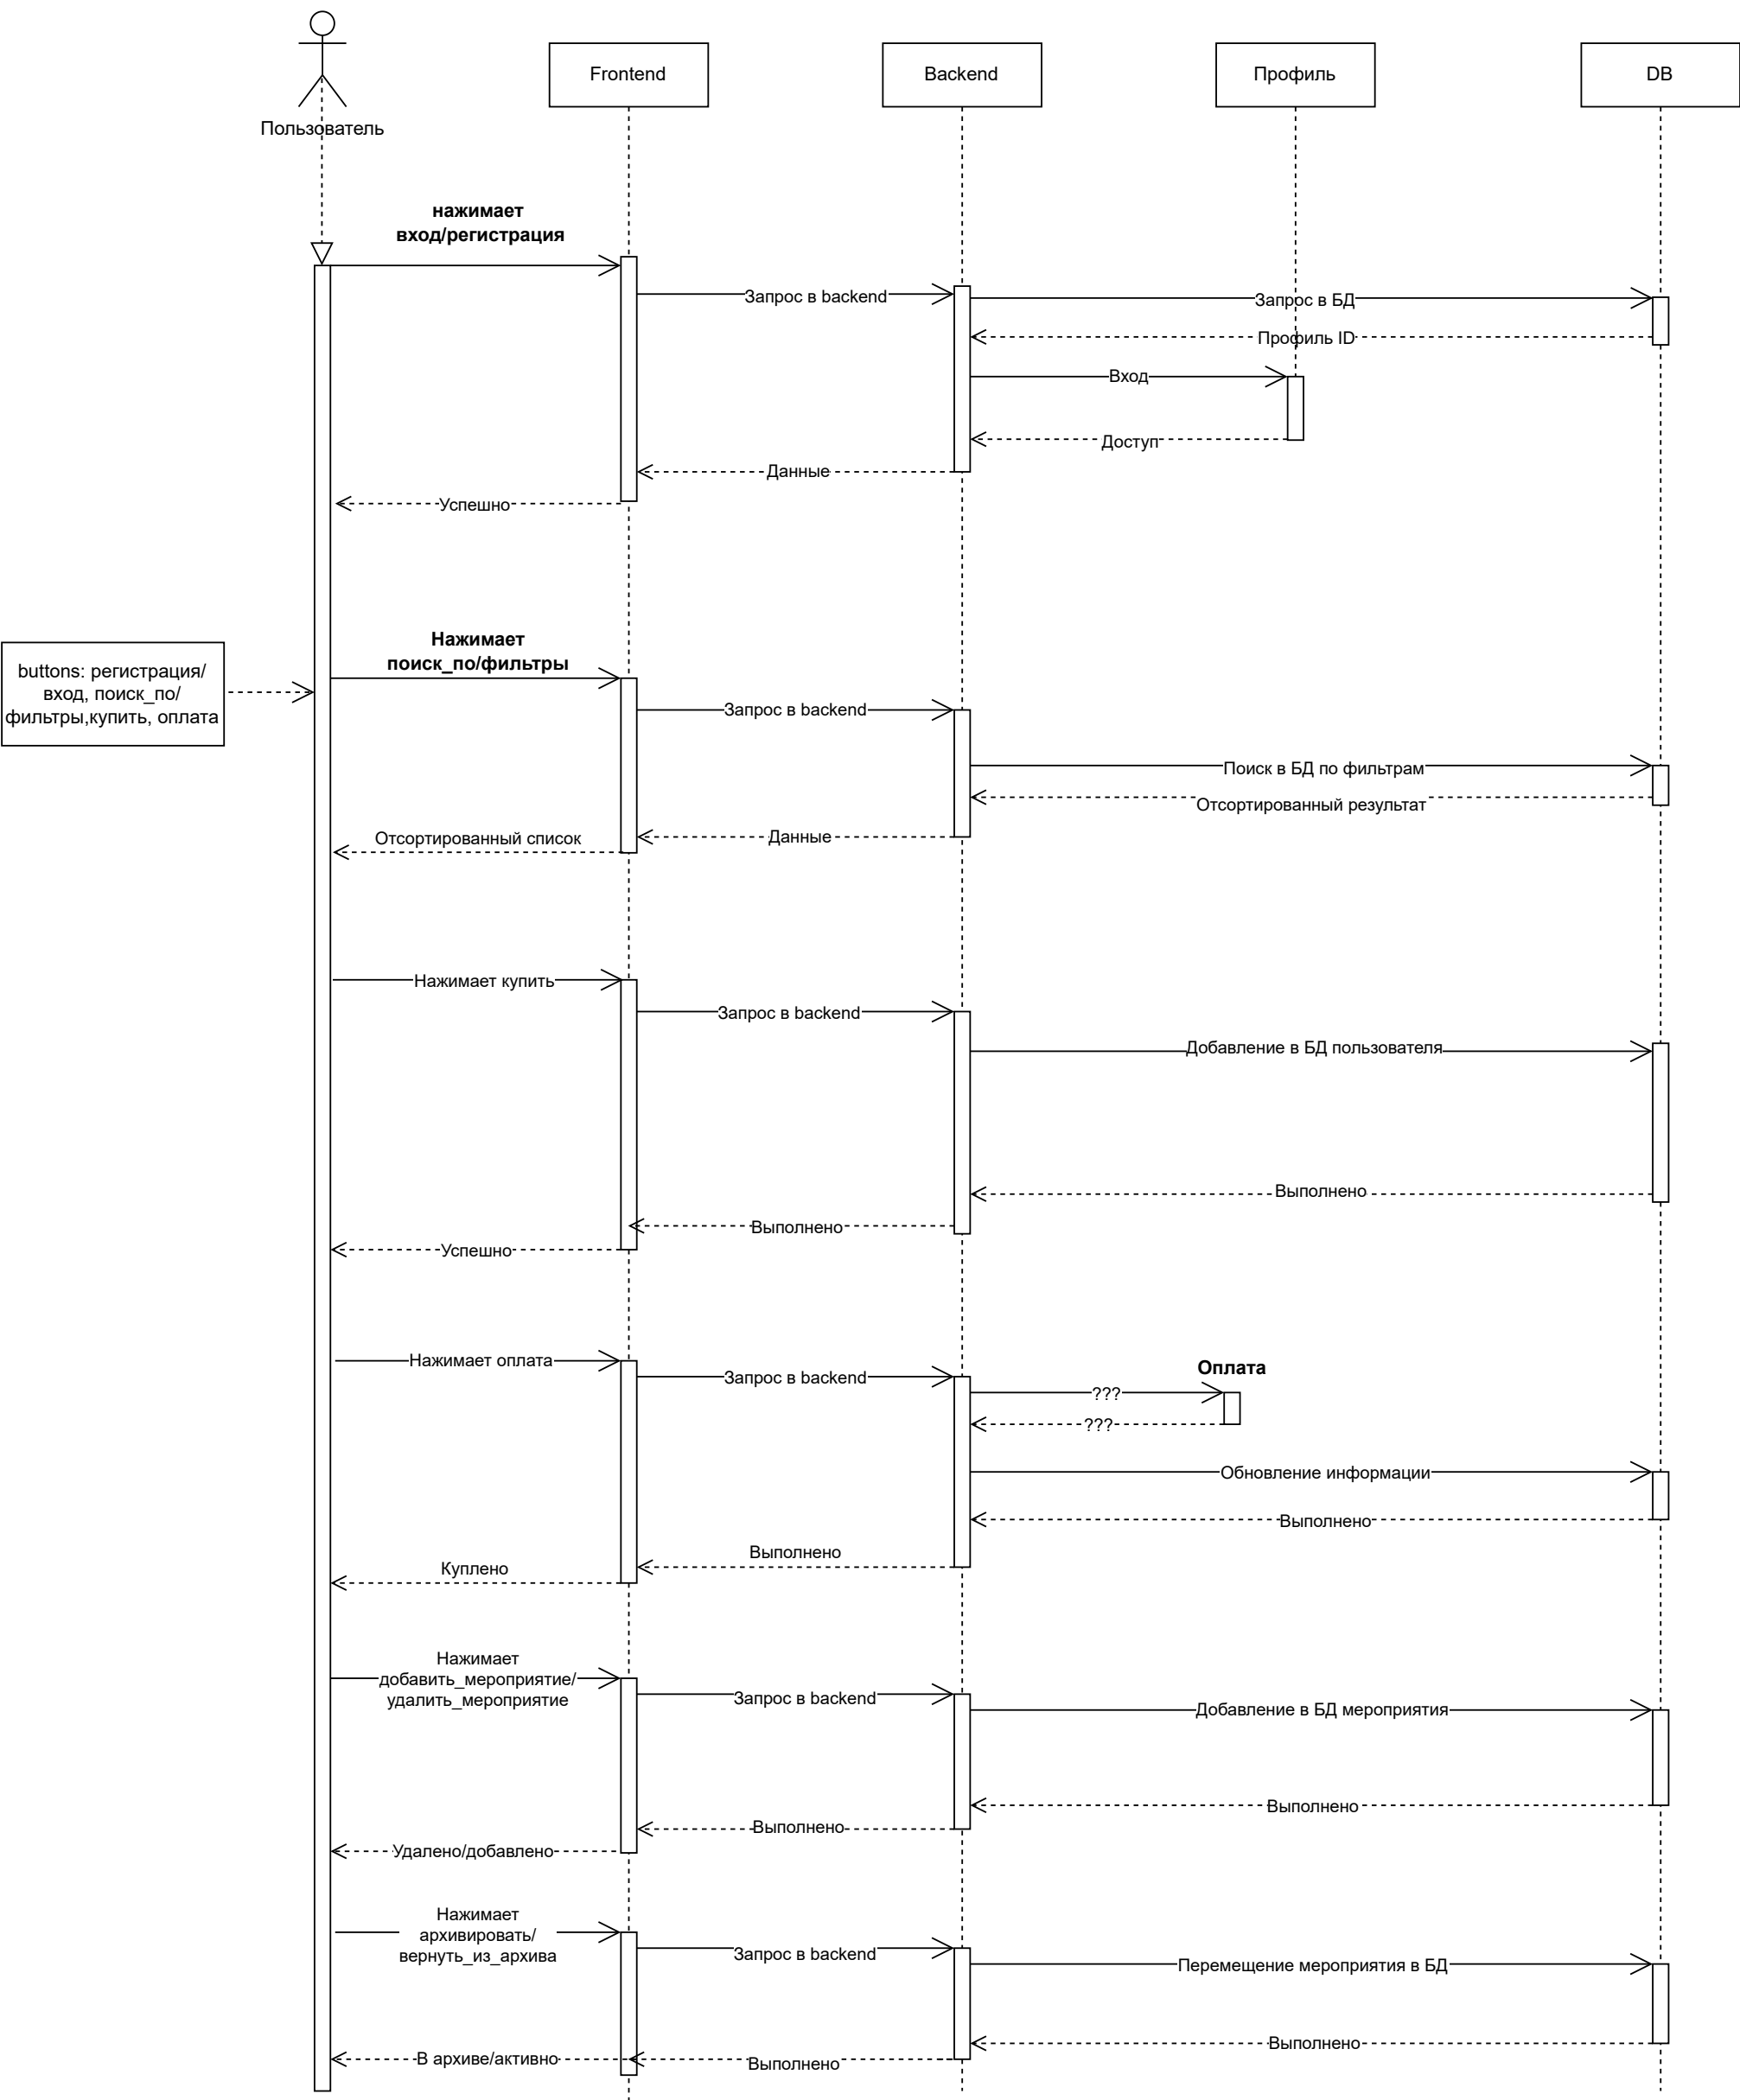 Frontend
Backend
Профиль
DB
Пользователь
нажимает
вход/регистрация
Запрос в backend
Запрос в БД
Профиль ID
Вход
Доступ
Данные
Успешно
buttons: регистрация/
вход, поиск_по/
фильтры,купить, оплата
Нажимает
поиск_по/фильтры
Запрос в backend
Поиск в БД по фильтрам
Отсортированный результат
Данные
Отсортированный список
Нажимает купить
Запрос в backend
Добавление в БД пользователя
Выполнено
Выполнено
Успешно
Нажимает оплата
Запрос в backend
Оплата
???
???
Обновление информации
Выполнено
Выполнено
Куплено
Нажимает
добавить_мероприятие/
удалить_мероприятие
Запрос в backend
Добавление в БД мероприятия
Выполнено
Выполнено
Удалено/добавлено
Нажимает
архивировать/
вернуть_из_архива
Запрос в backend
Перемещение мероприятия в БД
Выполнено
Выполнено
В архиве/активно